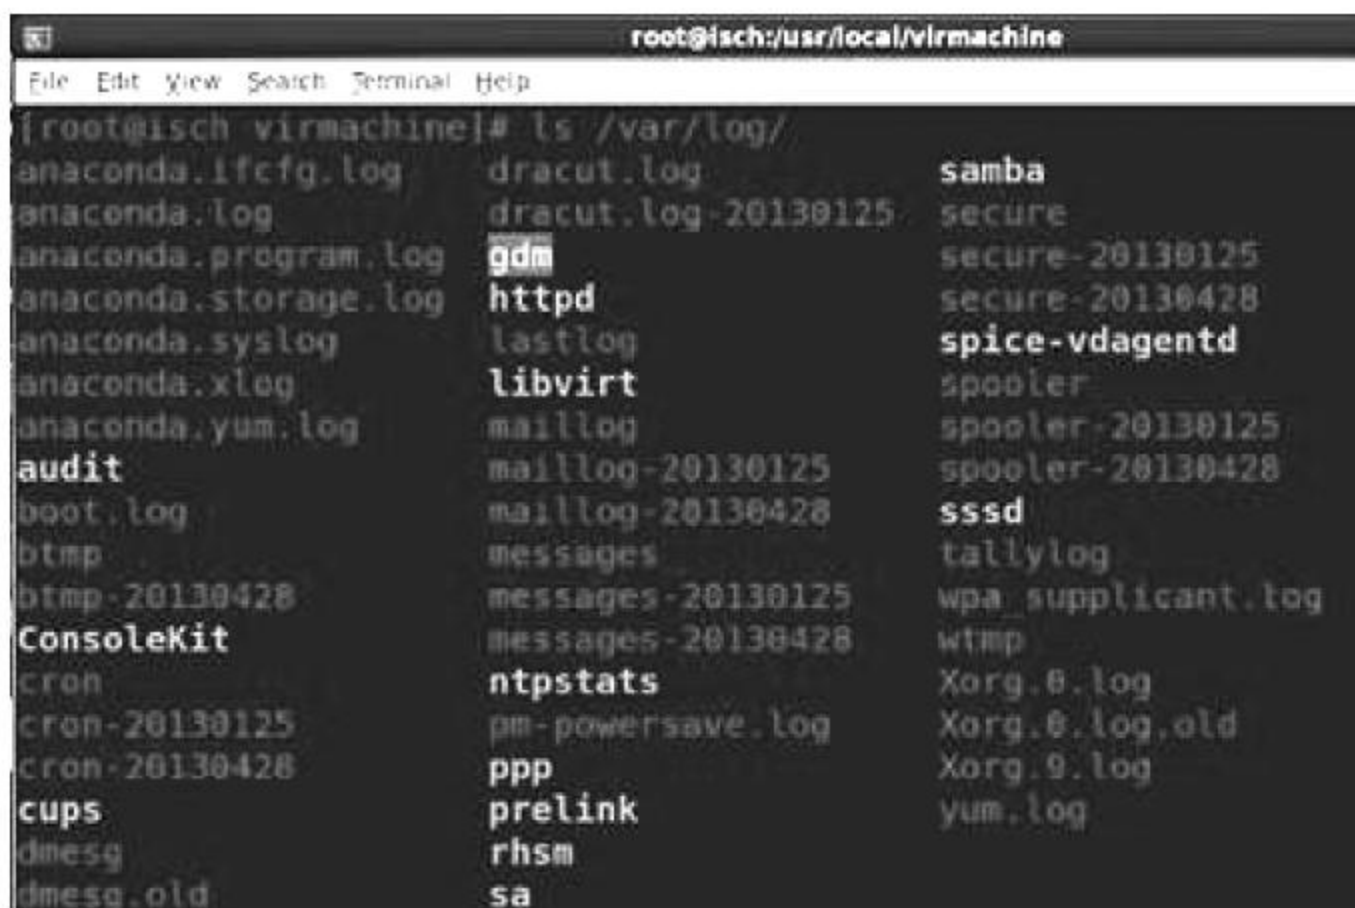 root@isch:/usr/local/virmachine
File Edit View Search Terminal Help
[root@isch virmachine]# ls /var/log/
anaconda.ifcfg.log dracut.log samba
anaconda.log dracut.log-20130125 secure
anaconda.program.log gdm secure-20130125
anaconda.storage.log httpd secure-20130428
anaconda.syslog lastlog spice-vdagentd
anaconda.xlog libvirt spooler
anaconda.yum.log maillog spooler-20130125
audit maillog-20130125 spooler-20130428
boot.log maillog-20130428 sssd
btmp messages tallylog
btmp-20130428 messages-20130125 wpa_supplicant.log
ConsoleKit messages-20130428 wtmp
cron ntpstats Xorg.0.log
cron-20130125 pm-powersave.log Xorg.0.log.old
cron-20130428 ppp Xorg.9.log
cups prelink yum.log
dmesg rhsm
dmesg.old sa